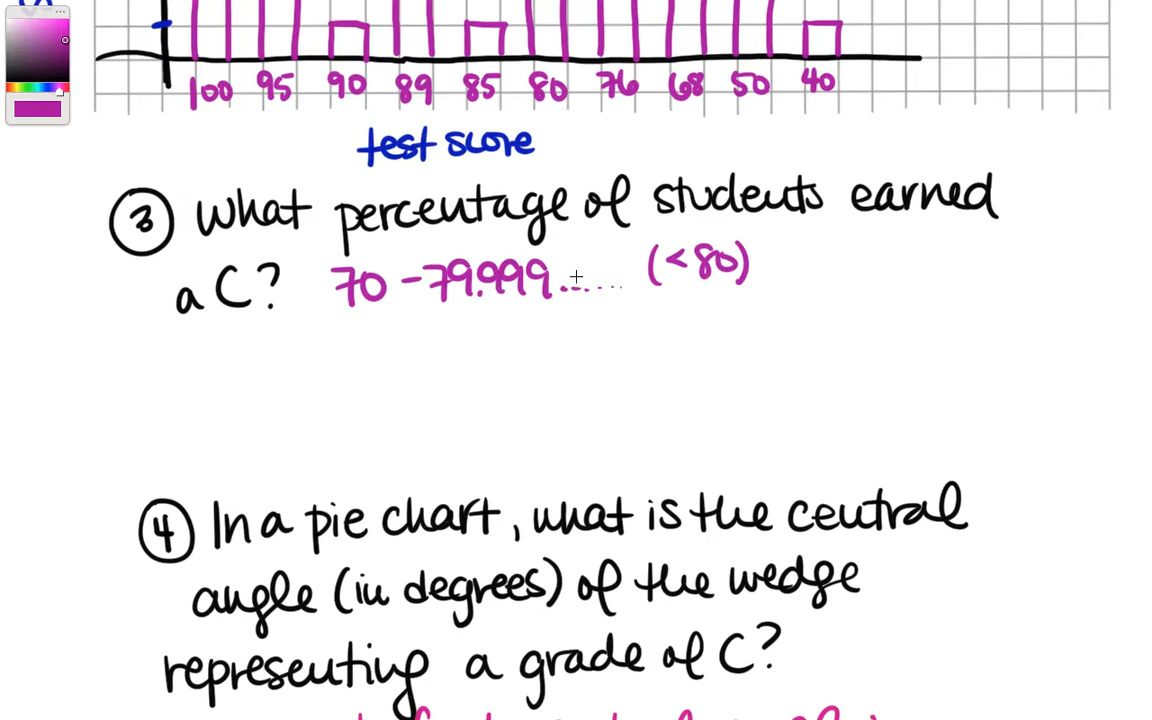 100 95 90 89 85 80 76 68 50 40
test score
③ What percentage of students earned
a C? 70 - 79.999...... (< 80)
④ In a pie chart, what is the central
angle (in degrees) of the wedge
representing a grade of C?